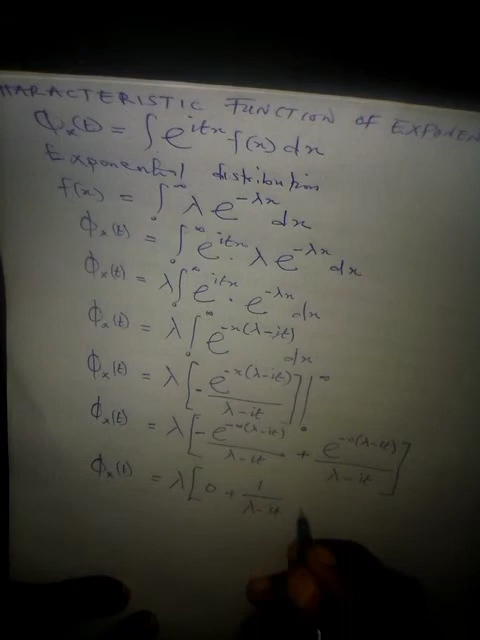 HARACTERISTIC FUNCTION OF EXPONEN
ϕₓ(t) = ∫ e^{itx} f(x) dx
Exponential distribution
f(x) = ∫₀^∞ λ e^{-λx} dx
ϕₓ(t) = ∫₀^∞ e^{itx} · λ e^{-λx} dx
ϕₓ(t) = λ ∫₀^∞ e^{itx} · e^{-λx} dx
ϕₓ(t) = λ ∫₀^∞ e^{-x(λ-it)} dx
ϕₓ(t) = λ [ - e^{-x(λ-it)} / (λ-it) ] |₀^∞
ϕₓ(t) = λ [ - e^{-∞(λ-it)} / (λ-it) + e^{-0(λ-it)} / (λ-it) ]
ϕₓ(t) = λ [ 0 + 1 / (λ-it)